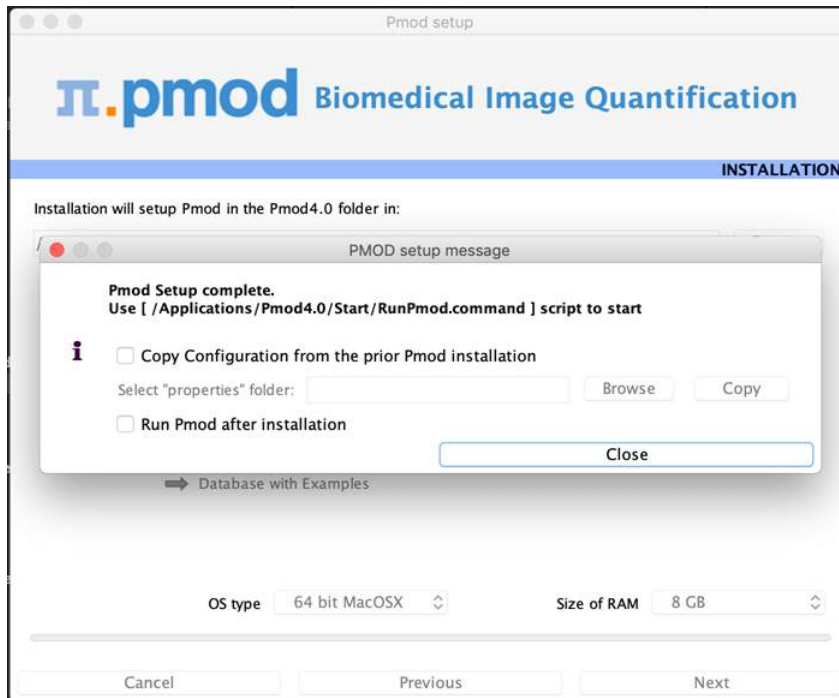 Pmod setup
π.pmod Biomedical Image Quantification
INSTALLATION
Installation will setup Pmod in the Pmod4.0 folder in:
/
PMOD setup message
Pmod Setup complete.
Use [ /Applications/Pmod4.0/Start/RunPmod.command ] script to start
i
Copy Configuration from the prior Pmod installation
Select "properties" folder: Browse Copy
Run Pmod after installation
Close
Database with Examples
OS type 64 bit MacOSX Size of RAM 8 GB
Cancel Previous Next